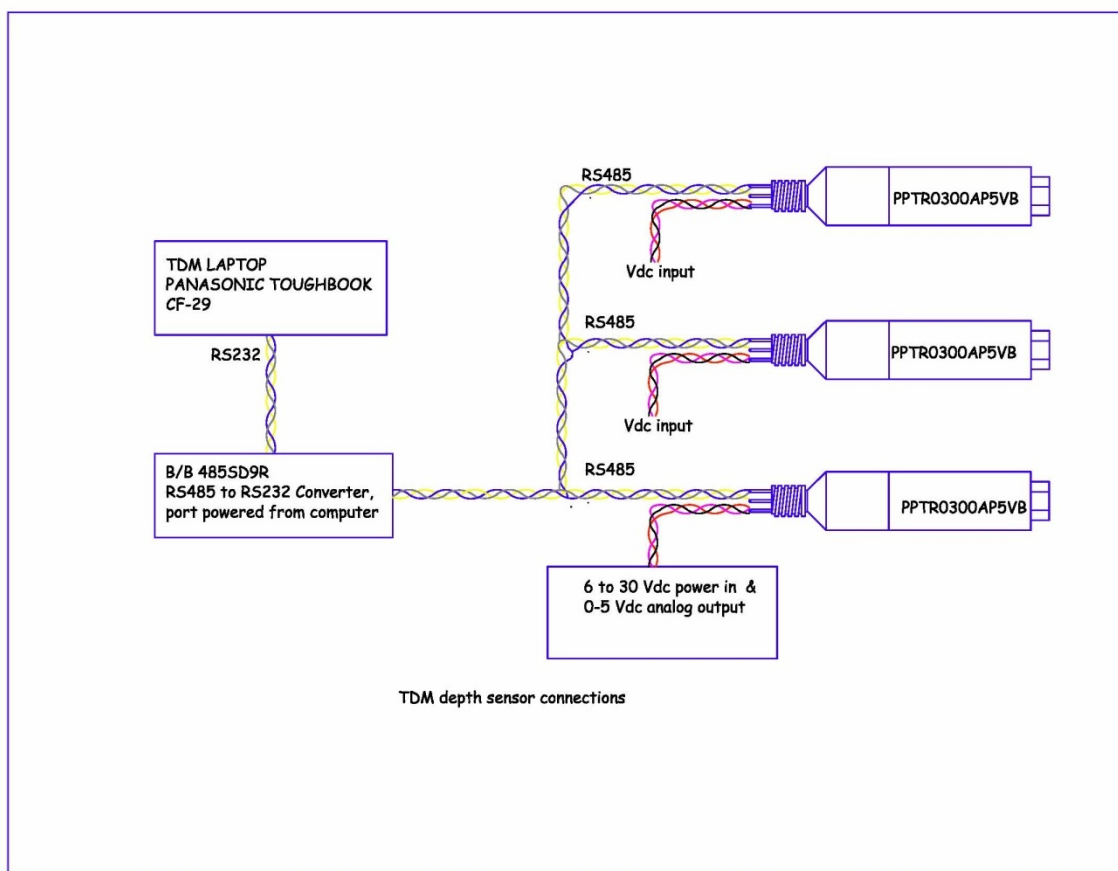 RS485
PPTR0300AP5VB
Vdc input
TDM LAPTOP
PANASONIC TOUGHBOOK
CF-29
RS232
RS485
PPTR0300AP5VB
Vdc input
B/B 485SD9R
RS485 to RS232 Converter,
port powered from computer
RS485
PPTR0300AP5VB
6 to 30 Vdc power in &
0-5 Vdc analog output
TDM depth sensor connections